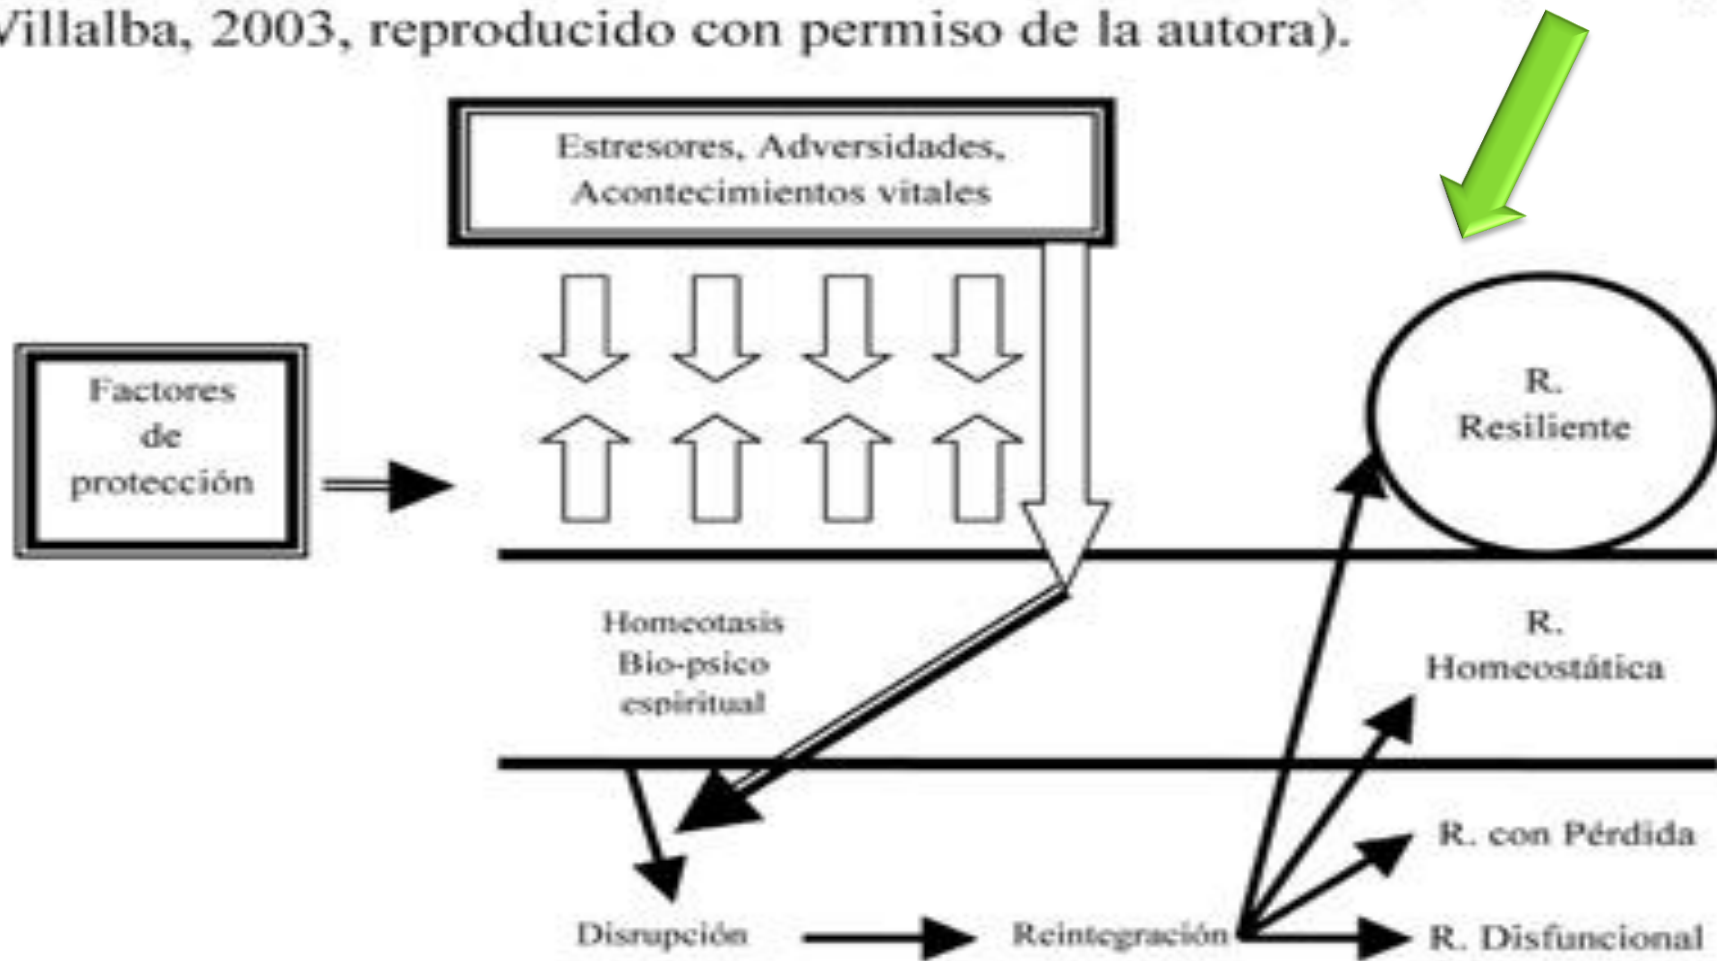 Villalba, 2003, reproducido con permiso de la autora).
Estresores, Adversidades,
Acontecimientos vitales
Factores
de
protección
R.
Resiliente
Homeotasis
Bio-psico
espiritual
R.
Homeostática
R. con Pérdida
Disrupción
Reintegración
R. Disfuncional